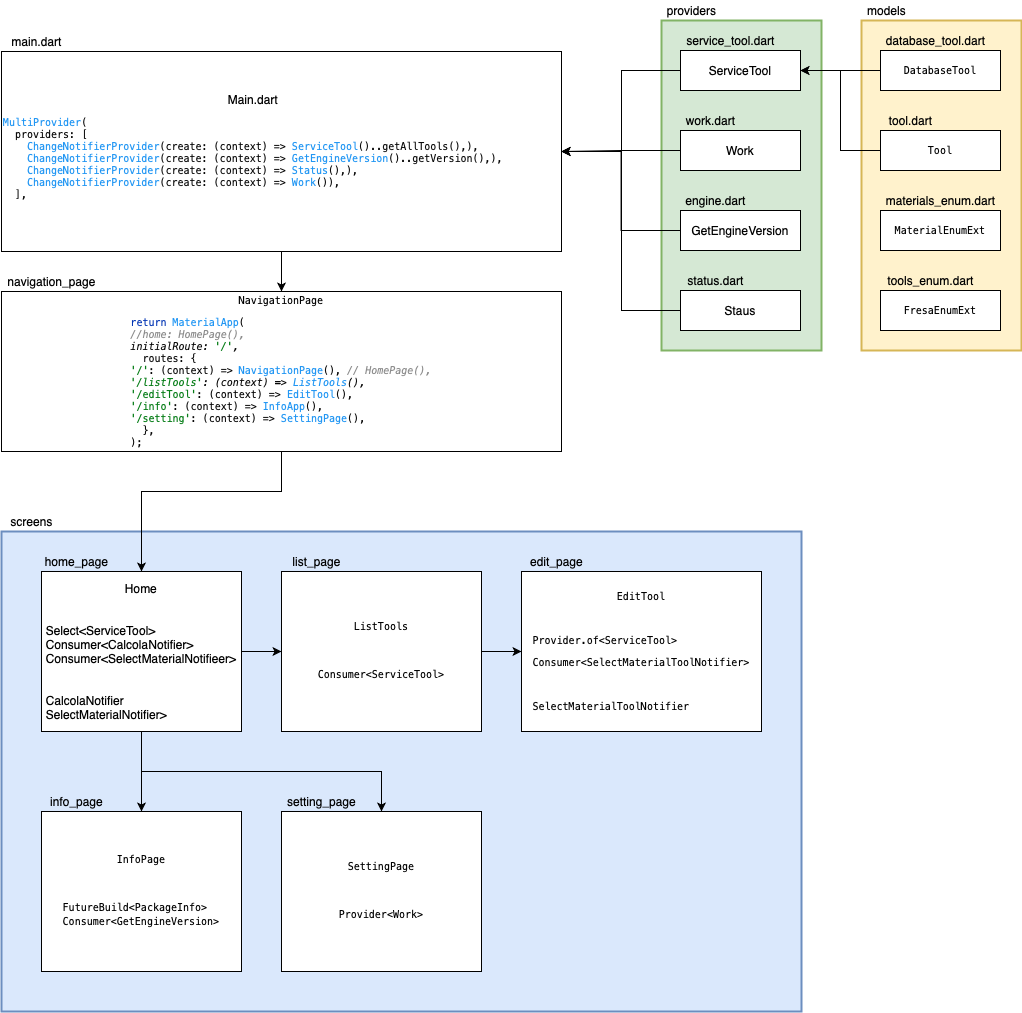 providers
models
main.dart
service_tool.dart
database_tool.dart
ServiceTool
DatabaseTool
Main.dart
MultiProvider(
providers: [
ChangeNotifierProvider(create: (context) => ServiceTool()..getAllTools(),),
ChangeNotifierProvider(create: (context) => GetEngineVersion()..getVersion(),),
ChangeNotifierProvider(create: (context) => Status(),),
ChangeNotifierProvider(create: (context) => Work()),
],
work.dart
tool.dart
Work
Tool
engine.dart
materials_enum.dart
GetEngineVersion
MaterialEnumExt
status.dart
tools_enum.dart
Staus
FresaEnumExt
navigation_page
NavigationPage
return MaterialApp(
//home: HomePage(),
initialRoute: '/',
routes: {
'/': (context) => NavigationPage(), // HomePage(),
'/listTools': (context) => ListTools(),
'/editTool': (context) => EditTool(),
'/info': (context) => InfoApp(),
'/setting': (context) => SettingPage(),
},
);
screens
home_page
Home
Select<ServiceTool>
Consumer<CalcolaNotifier>
Consumer<SelectMaterialNotifieer>
CalcolaNotifier
SelectMaterialNotifier>
list_page
ListTools
Consumer<ServiceTool>
edit_page
EditTool
Provider.of<ServiceTool>
Consumer<SelectMaterialToolNotifier>
SelectMaterialToolNotifier
info_page
InfoPage
FutureBuild<PackageInfo>
Consumer<GetEngineVersion>
setting_page
SettingPage
Provider<Work>